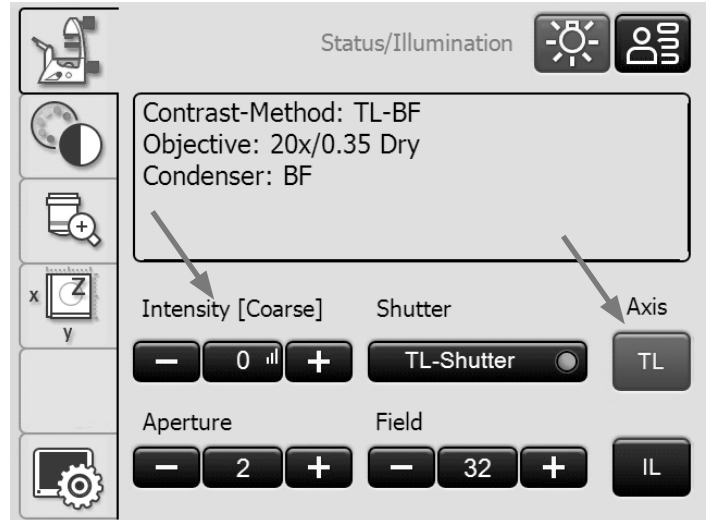 Status/Illumination
Contrast-Method: TL-BF
Objective: 20x/0.35 Dry
Condenser: BF
Intensity [Coarse] Shutter Axis
− 0 + TL-Shutter TL
Aperture Field
− 2 + − 32 + IL
x Z
y